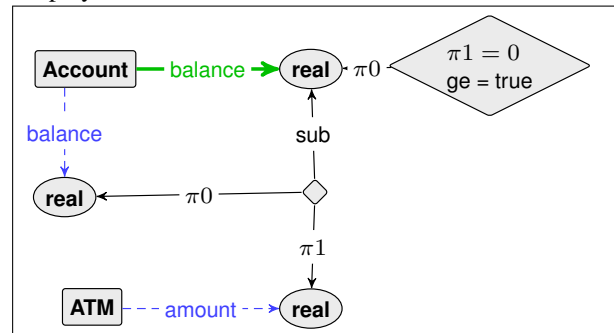 Account
balance
real
π0
π1 = 0
ge = true
balance
sub
real
π0
π1
ATM
amount
real